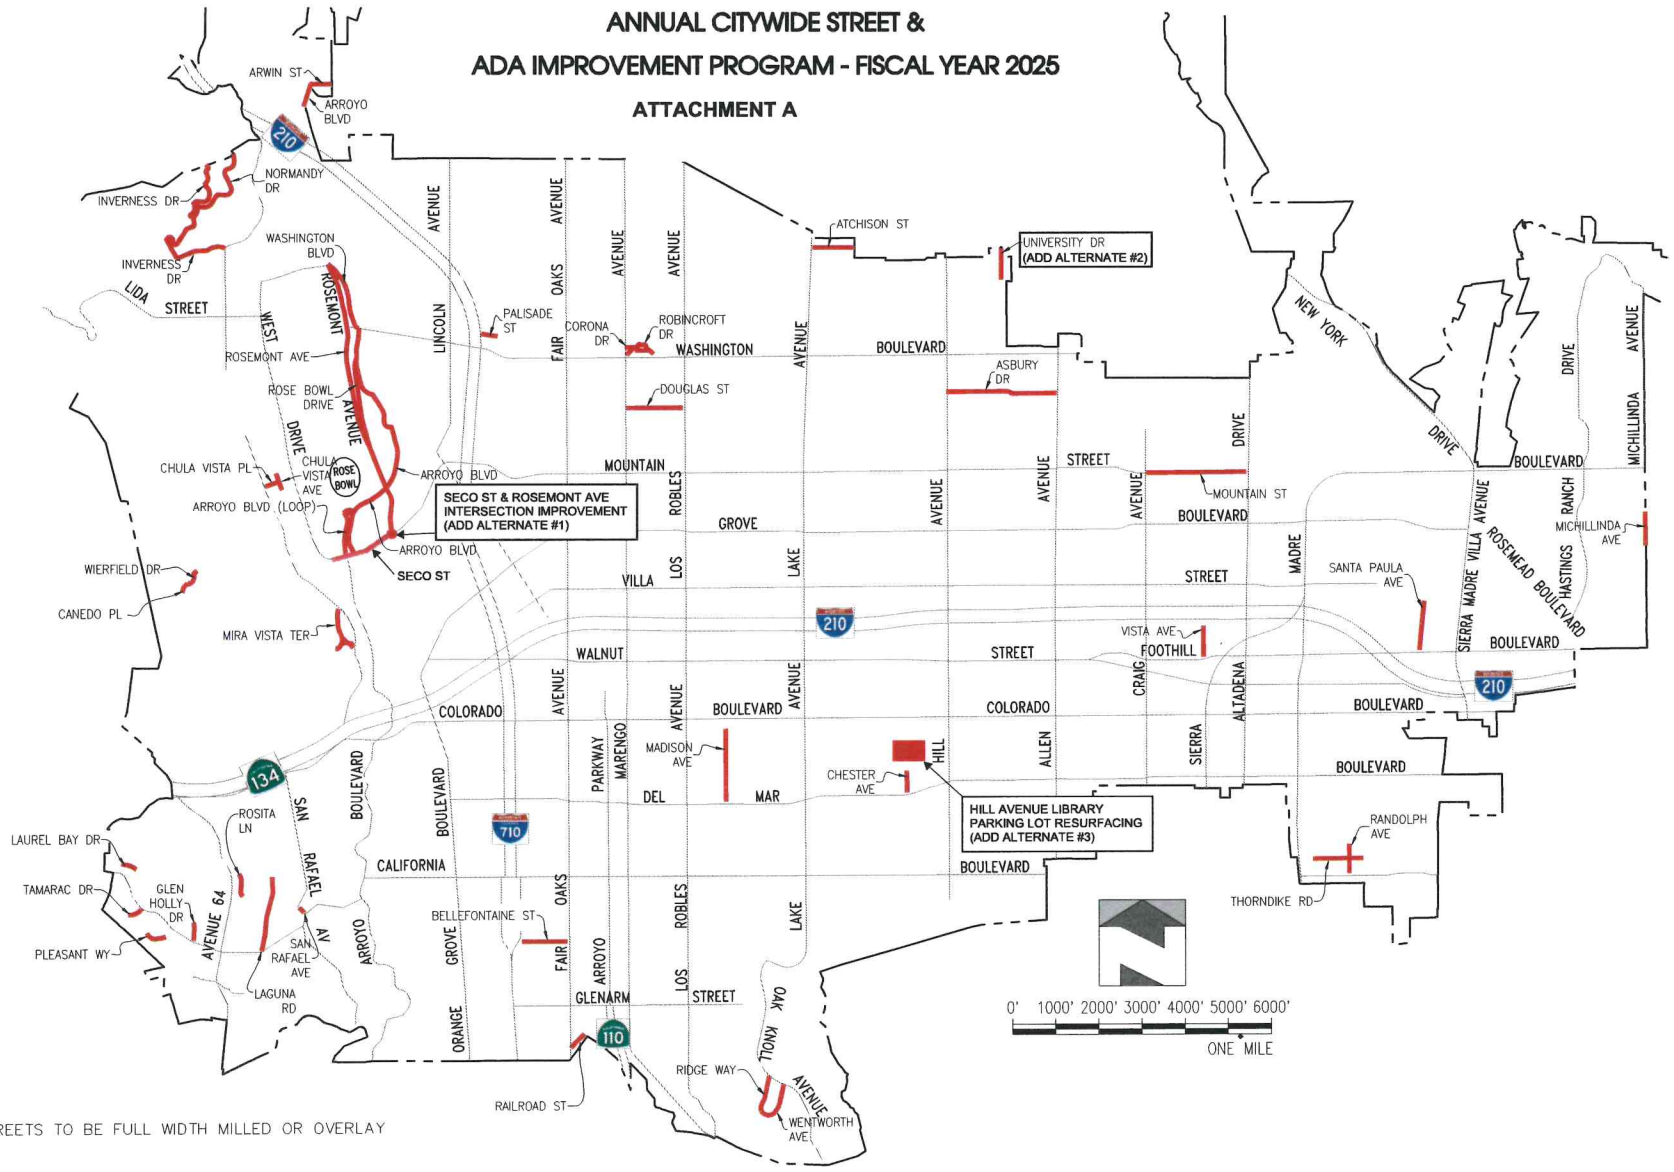 ANNUAL CITYWIDE STREET &
ADA IMPROVEMENT PROGRAM - FISCAL YEAR 2025
ATTACHMENT A
ARWIN ST
ARROYO
BLVD
210
NORMANDY
DR
INVERNESS DR
WASHINGTON
BLVD
INVERNESS
DR
LIDA
STREET
WEST
DRIVE
ROSEMONT
AVENUE
ROSEMONT AVE
ROSE BOWL
DRIVE
CHULA VISTA PL
CHULA
VISTA
AVE
ROSE
BOWL
ARROYO BLVD
ARROYO BLVD (LOOP)
ARROYO BLVD
SECO ST
SECO ST & ROSEMONT AVE
INTERSECTION IMPROVEMENT
(ADD ALTERNATE #1)
WIERFIELD DR
CANEDO PL
MIRA VISTA TER
AVENUE
LINCOLN
AVENUE
OAKS
FAIR
AVENUE
AVENUE
PALISADE
ST
CORONA
DR
ROBINCROFT
DR
WASHINGTON
BOULEVARD
DOUGLAS ST
ATCHISON ST
UNIVERSITY DR
(ADD ALTERNATE #2)
AVENUE
ASBURY
DR
NEW YORK
DRIVE
DRIVE
DRIVE
AVENUE
MICHILLINDA
MOUNTAIN
STREET
BOULEVARD
MOUNTAIN ST
ROBLES
LOS
AVENUE
AVENUE
AVENUE
GROVE
BOULEVARD
LAKE
MADRE
SIERRA MADRE VILLA AVENUE
ROSEMEAD BOULEVARD
HASTINGS RANCH
MICHILLINDA
AVE
VILLA
STREET
SANTA PAULA
AVE
210
VISTA AVE
FOOTHILL
BOULEVARD
WALNUT
STREET
CRAIG
ALTADENA
210
AVENUE
AVENUE
AVENUE
COLORADO
BOULEVARD
COLORADO
BOULEVARD
PARKWAY
MARENGO
MADISON
AVE
HILL
ALLEN
SIERRA
CHESTER
AVE
DEL
MAR
BOULEVARD
HILL AVENUE LIBRARY
PARKING LOT RESURFACING
(ADD ALTERNATE #3)
134
BOULEVARD
BOULEVARD
710
SAN
RAFAEL
AV
ROSITA
LN
LAUREL BAY DR
TAMARAC DR
GLEN
HOLLY
DR
PLEASANT WY
AVENUE 64
SAN
RAFAEL
AVE
LAGUNA
RD
ARROYO
CALIFORNIA
BOULEVARD
RANDOLPH
AVE
THORNDIKE RD
BELLEFONTAINE ST
OAKS
FAIR
ARROYO
ROBLES
LOS
LAKE
GROVE
ORANGE
GLENARM
STREET
OAK KNOLL
AVENUE
110
RAILROAD ST
RIDGE WAY
WENTWORTH
AVE
0' 1000' 2000' 3000' 4000' 5000' 6000'
ONE MILE
REETS TO BE FULL WIDTH MILLED OR OVERLAY